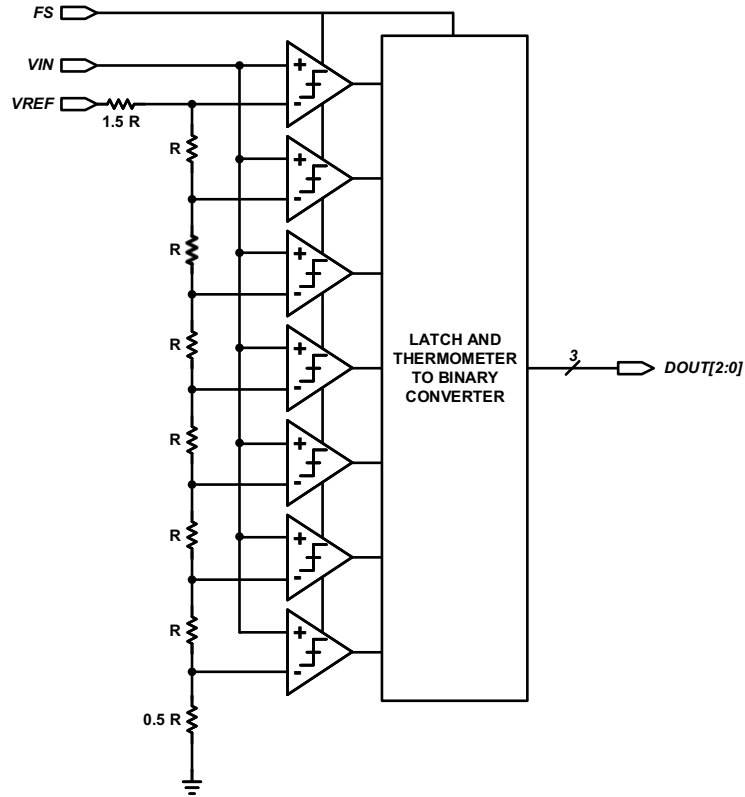 FS
VIN
VREF
1.5 R
R
R
R
R
R
R
0.5 R
+
-
+
-
+
-
+
-
+
-
+
-
+
-
LATCH AND
THERMOMETER
TO BINARY
CONVERTER
3
DOUT[2:0]